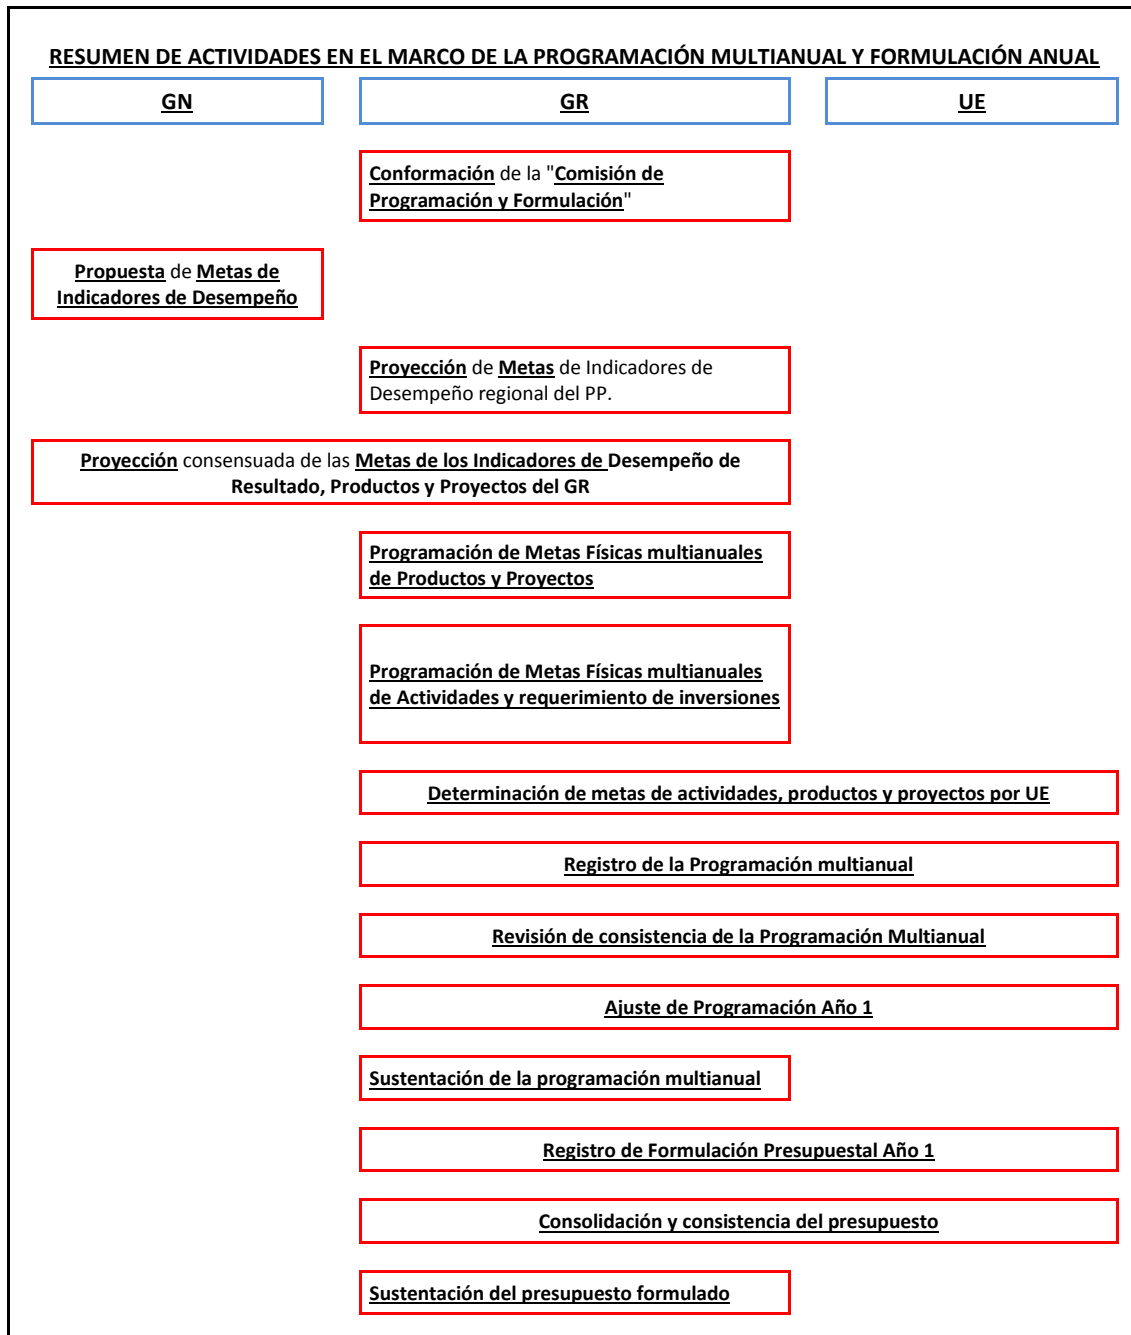 RESUMEN DE ACTIVIDADES EN EL MARCO DE LA PROGRAMACIÓN MULTIANUAL Y FORMULACIÓN ANUAL
GN
GR
UE
Conformación de la "Comisión de
Programación y Formulación"
Propuesta de Metas de
Indicadores de Desempeño
Proyección de Metas de Indicadores de
Desempeño regional del PP.
Proyección consensuada de las Metas de los Indicadores de Desempeño de
Resultado, Productos y Proyectos del GR
Programación de Metas Físicas multianuales
de Productos y Proyectos
Programación de Metas Físicas multianuales
de Actividades y requerimiento de inversiones
Determinación de metas de actividades, productos y proyectos por UE
Registro de la Programación multianual
Revisión de consistencia de la Programación Multianual
Ajuste de Programación Año 1
Sustentación de la programación multianual
Registro de Formulación Presupuestal Año 1
Consolidación y consistencia del presupuesto
Sustentación del presupuesto formulado